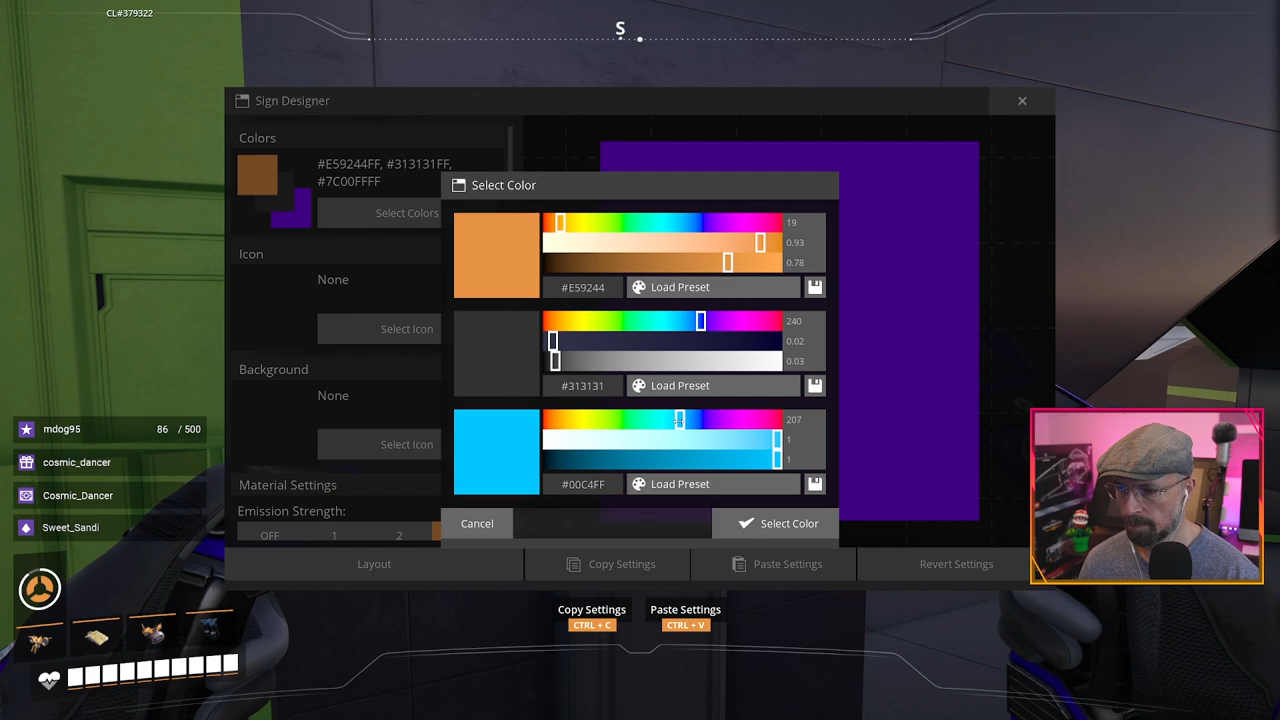 CL#379322
S
Sign Designer
Colors
#E59244FF, #313131FF,
#7C00FFFF
Select Colors
Icon
None
Select Icon
Background
None
Select Icon
Material Settings
Emission Strength:
OFF 1 2
Select Color
19
0.93
0.78
#E59244 Load Preset
240
0.02
0.03
#313131 Load Preset
207
1
1
#00C4FF Load Preset
Cancel Select Color
Layout Copy Settings Paste Settings Revert Settings
Copy Settings Paste Settings
CTRL + C CTRL + V
mdog95 86 / 500
cosmic_dancer
Cosmic_Dancer
Sweet_Sandi